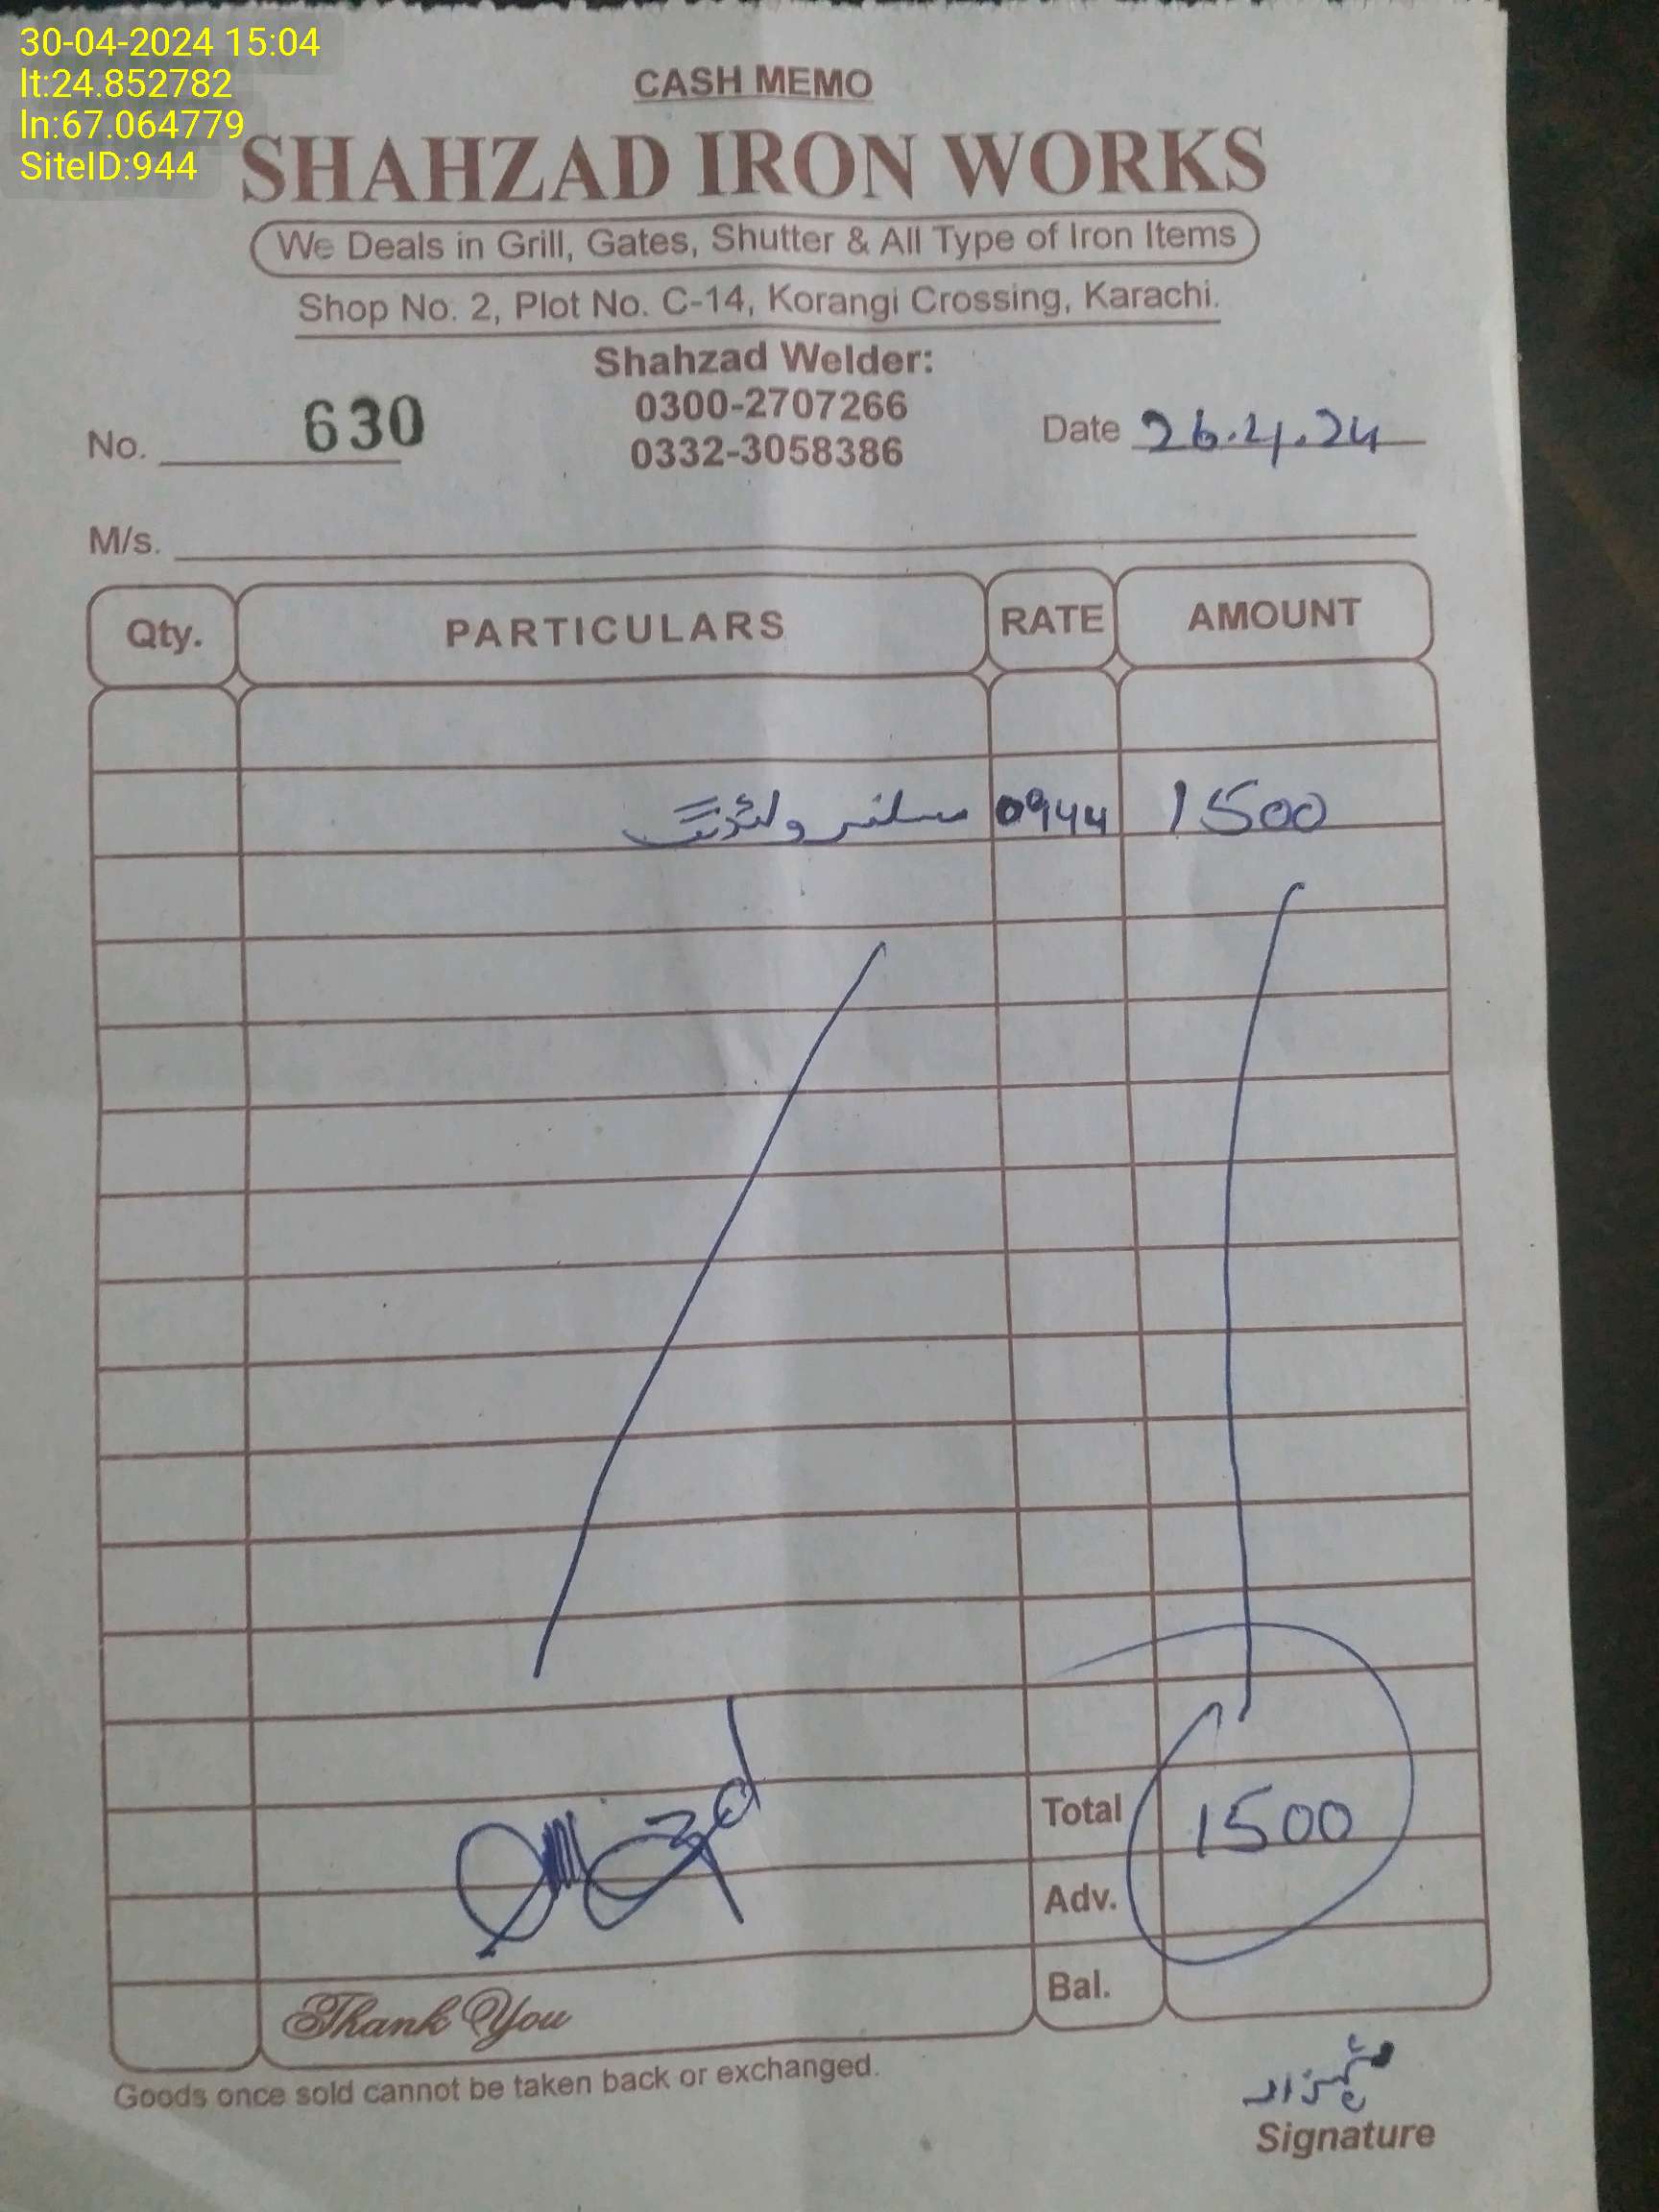 30-04-2024 15:04
lt:24.852782
ln:67.064779
SiteID:944
CASH MEMO
SHAHZAD IRON WORKS
We Deals in Grill, Gates, Shutter & All Type of Iron Items
Shop No. 2, Plot No. C-14, Korangi Crossing, Karachi.
Shahzad Welder:
0300-2707266
0332-3058386
No. 630
Date 26.4.24
M/s.
Qty. PARTICULARS RATE AMOUNT
سلنسر ولڈنگ 0944 1500
Total 1500
Adv.
Bal.
Thank You
Goods once sold cannot be taken back or exchanged.
شہزاد
Signature